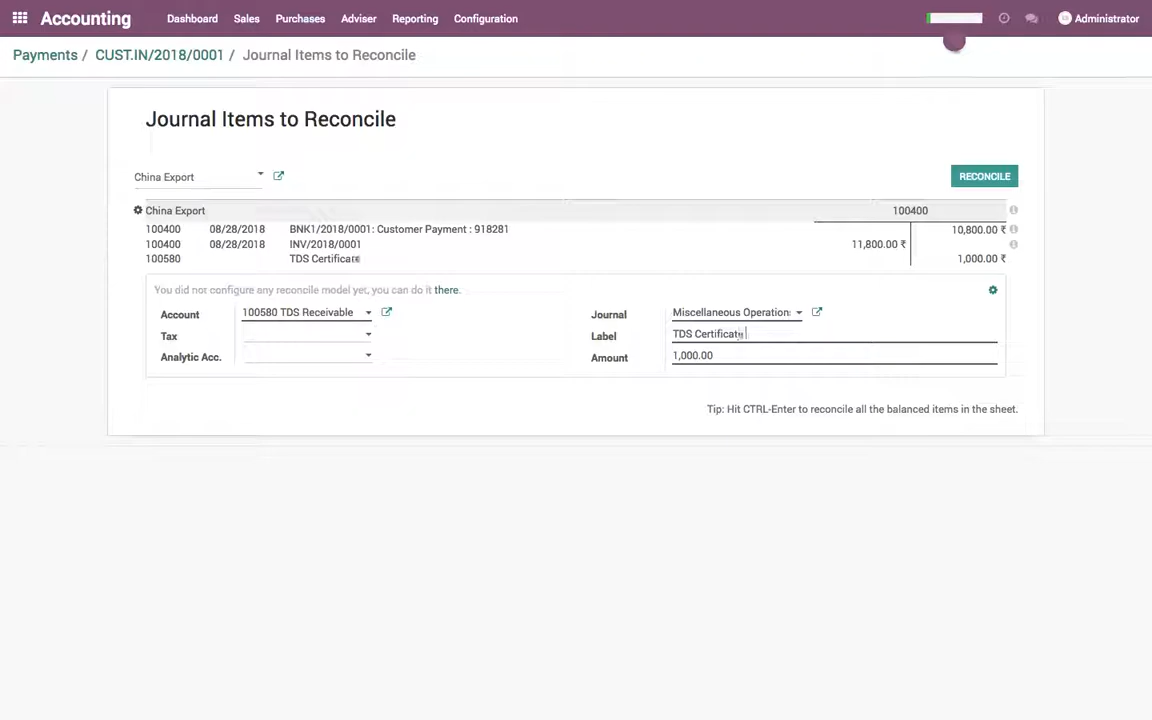 Accounting Dashboard Sales Purchases Adviser Reporting Configuration Administrator
Payments / CUST.IN/2018/0001 / Journal Items to Reconcile
Journal Items to Reconcile
China Export RECONCILE
China Export 100400
100400 08/28/2018 BNK1/2018/0001: Customer Payment : 918281 10,800.00 ₹
100400 08/28/2018 INV/2018/0001 11,800.00 ₹
100580 TDS Certificate 1,000.00 ₹
You did not configure any reconcile model yet, you can do it there.
Account 100580 TDS Receivable Journal Miscellaneous Operation:
Tax Label TDS Certificate
Analytic Acc. Amount 1,000.00
Tip: Hit CTRL-Enter to reconcile all the balanced items in the sheet.